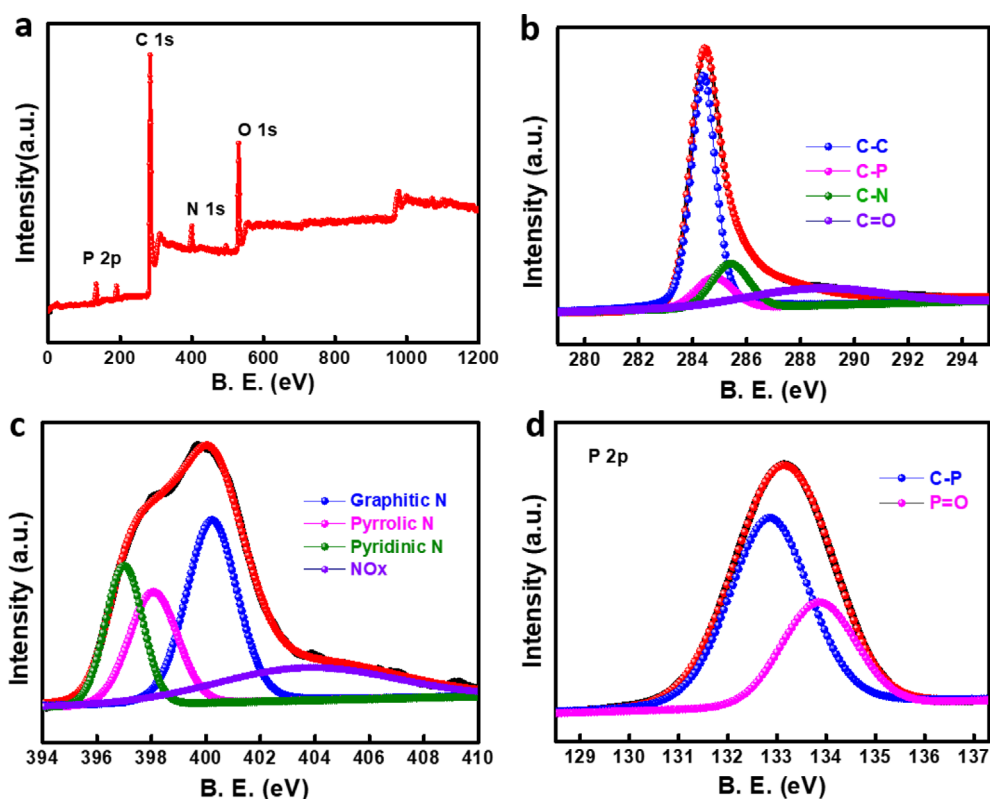 a
C 1s
O 1s
N 1s
P 2p
Intensity(a.u.)
0 200 400 600 800 1000 1200
B. E. (eV)
b
C-C
C-P
C-N
C=O
Intensity (a.u.)
280 282 284 286 288 290 292 294
B. E. (eV)
c
Graphitic N
Pyrrolic N
Pyridinic N
NOx
Intensity (a.u.)
394 396 398 400 402 404 406 408 410
B. E. (eV)
d
P 2p
C-P
P=O
Intensity (a.u.)
129 130 131 132 133 134 135 136 137
B. E. (eV)